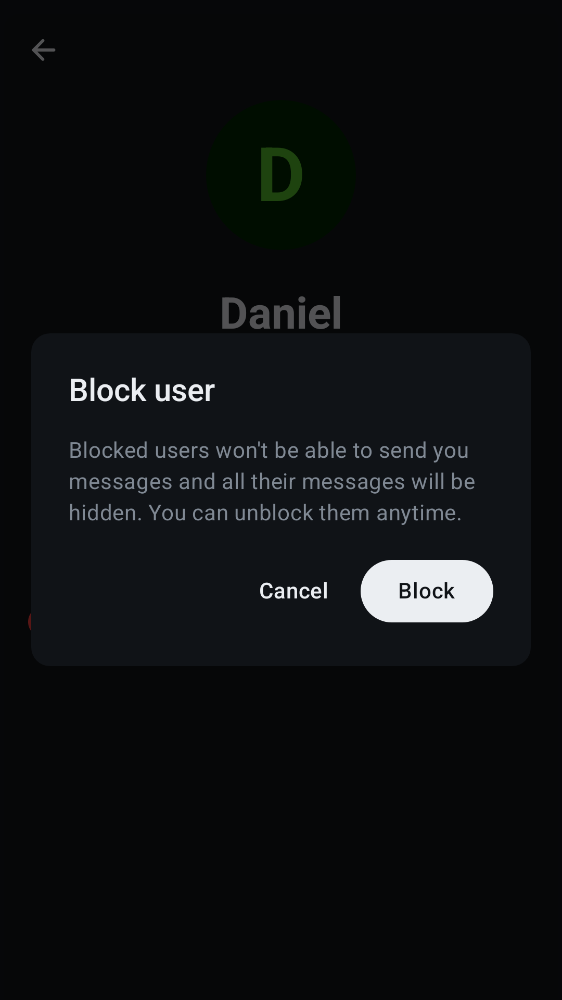 D
Daniel
Block user
Blocked users won't be able to send you
messages and all their messages will be
hidden. You can unblock them anytime.
Cancel
Block